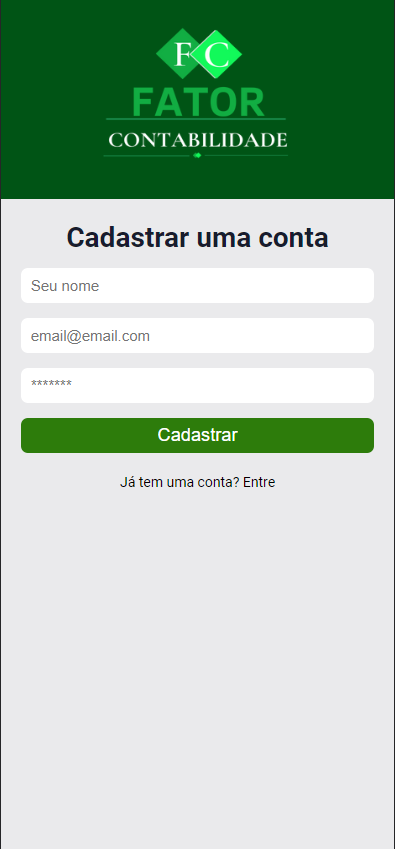 FC
FATOR
CONTABILIDADE
Cadastrar uma conta
Seu nome
email@email.com
*******
Cadastrar
Já tem uma conta? Entre